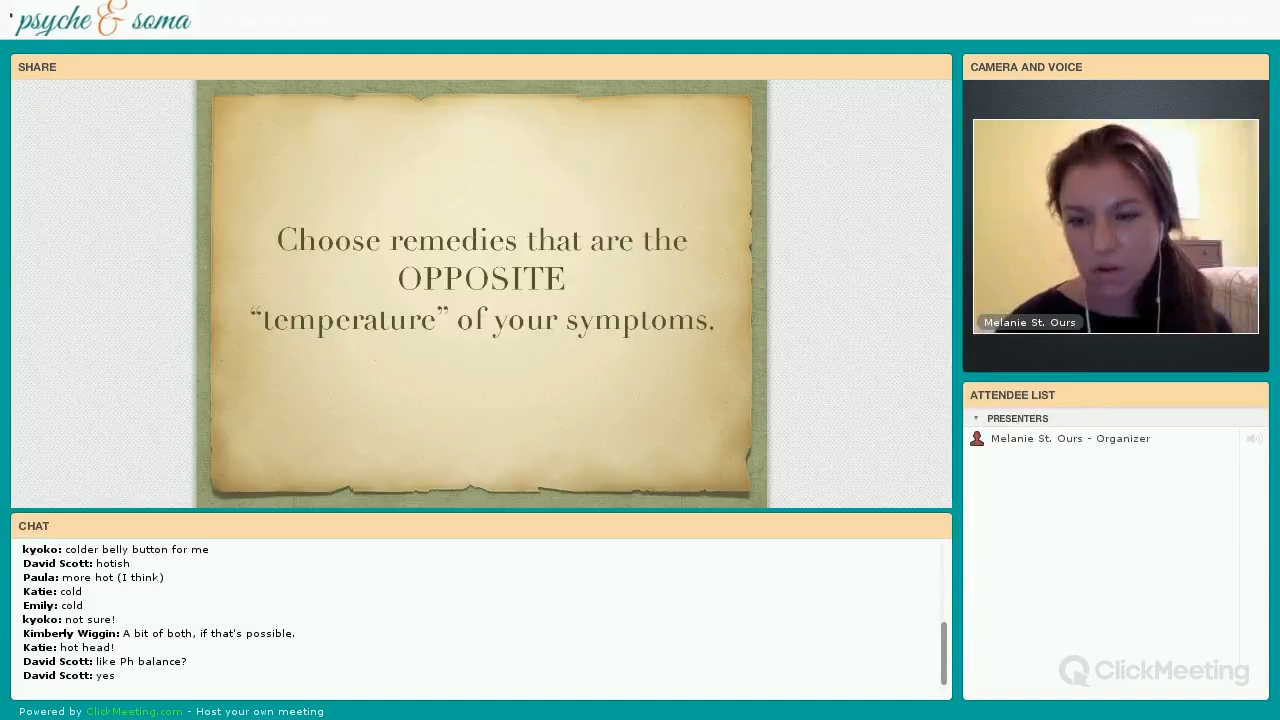 psyche & soma
SHARE
Choose remedies that are the
OPPOSITE
“temperature” of your symptoms.
CAMERA AND VOICE
Melanie St. Ours
ATTENDEE LIST
PRESENTERS
Melanie St. Ours - Organizer
CHAT
kyoko: colder belly button for me
David Scott: hotish
Paula: more hot (I think)
Katie: cold
Emily: cold
kyoko: not sure!
Kimberly Wiggin: A bit of both, if that's possible.
Katie: hot head!
David Scott: like Ph balance?
David Scott: yes
ClickMeeting
Powered by ClickMeeting.com - Host your own meeting